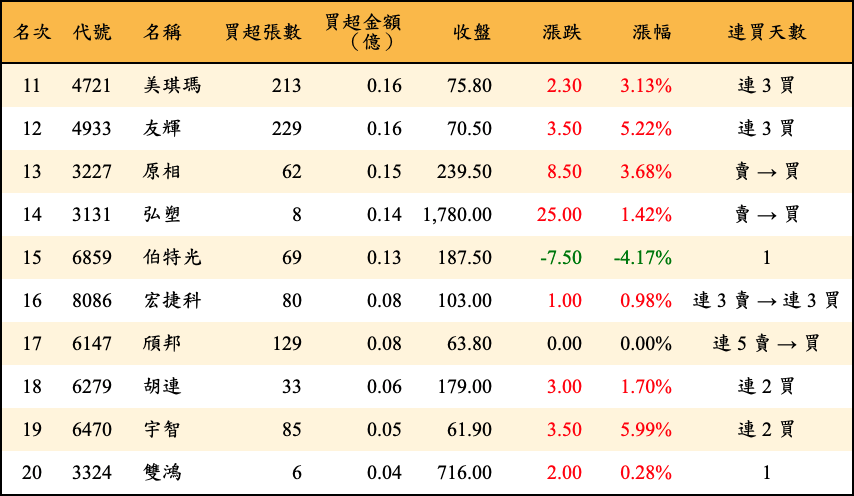 名次 代號 名稱 買超張數 買超金額（億） 收盤 漲跌 漲幅 連買天數
11 4721 美琪瑪 213 0.16 75.80 2.30 3.13% 連 3 買
12 4933 友輝 229 0.16 70.50 3.50 5.22% 連 3 買
13 3227 原相 62 0.15 239.50 8.50 3.68% 賣 → 買
14 3131 弘塑 8 0.14 1,780.00 25.00 1.42% 賣 → 買
15 6859 伯特光 69 0.13 187.50 -7.50 -4.17% 1
16 8086 宏捷科 80 0.08 103.00 1.00 0.98% 連 3 賣 → 連 3 買
17 6147 頎邦 129 0.08 63.80 0.00 0.00% 連 5 賣 → 買
18 6279 胡連 33 0.06 179.00 3.00 1.70% 連 2 買
19 6470 宇智 85 0.05 61.90 3.50 5.99% 連 2 買
20 3324 雙鴻 6 0.04 716.00 2.00 0.28% 1